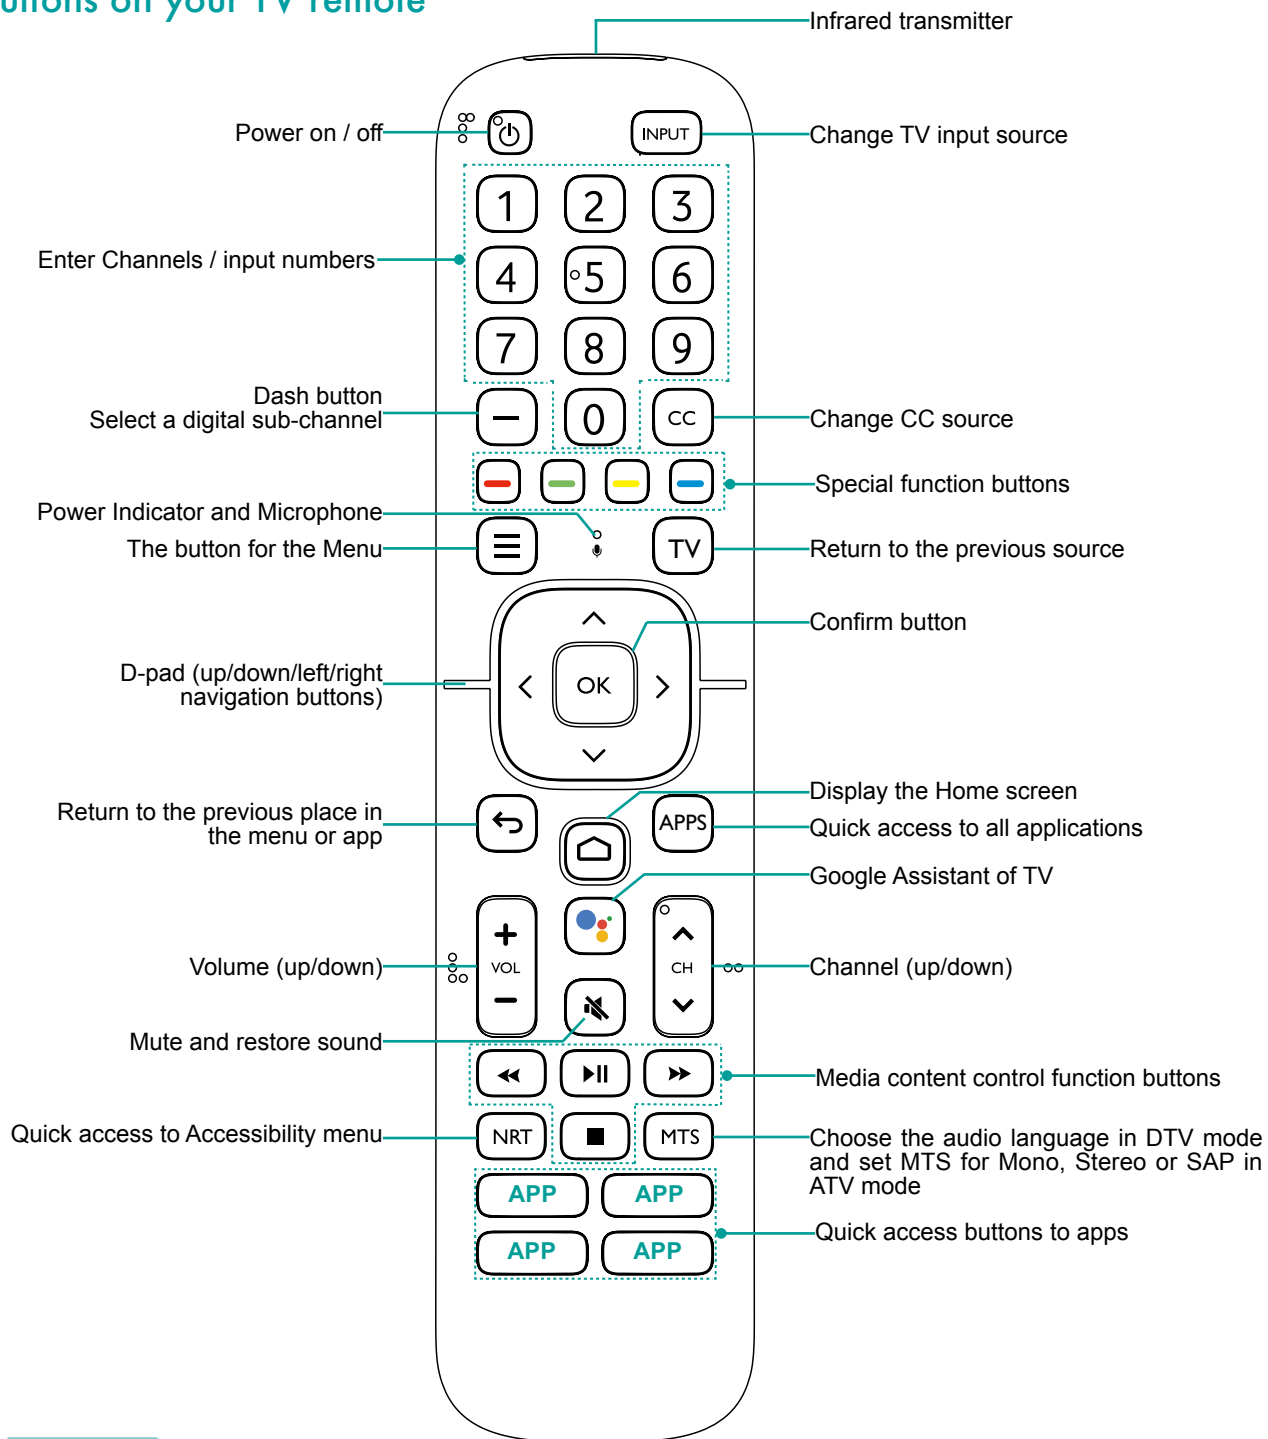 uttons on your TV remote
Infrared transmitter
Power on / off
INPUT
Change TV input source
1 2 3
Enter Channels / input numbers
4 5 6
7 8 9
Dash button
Select a digital sub-channel
0
CC
Change CC source
Special function buttons
Power Indicator and Microphone
The button for the Menu
TV
Return to the previous source
Confirm button
D-pad (up/down/left/right
navigation buttons)
OK
Display the Home screen
Return to the previous place in
the menu or app
APPS
Quick access to all applications
Google Assistant of TV
Volume (up/down)
VOL
CH
Channel (up/down)
Mute and restore sound
Media content control function buttons
Quick access to Accessibility menu
NRT
MTS
Choose the audio language in DTV mode
and set MTS for Mono, Stereo or SAP in
ATV mode
APP APP
Quick access buttons to apps
APP APP